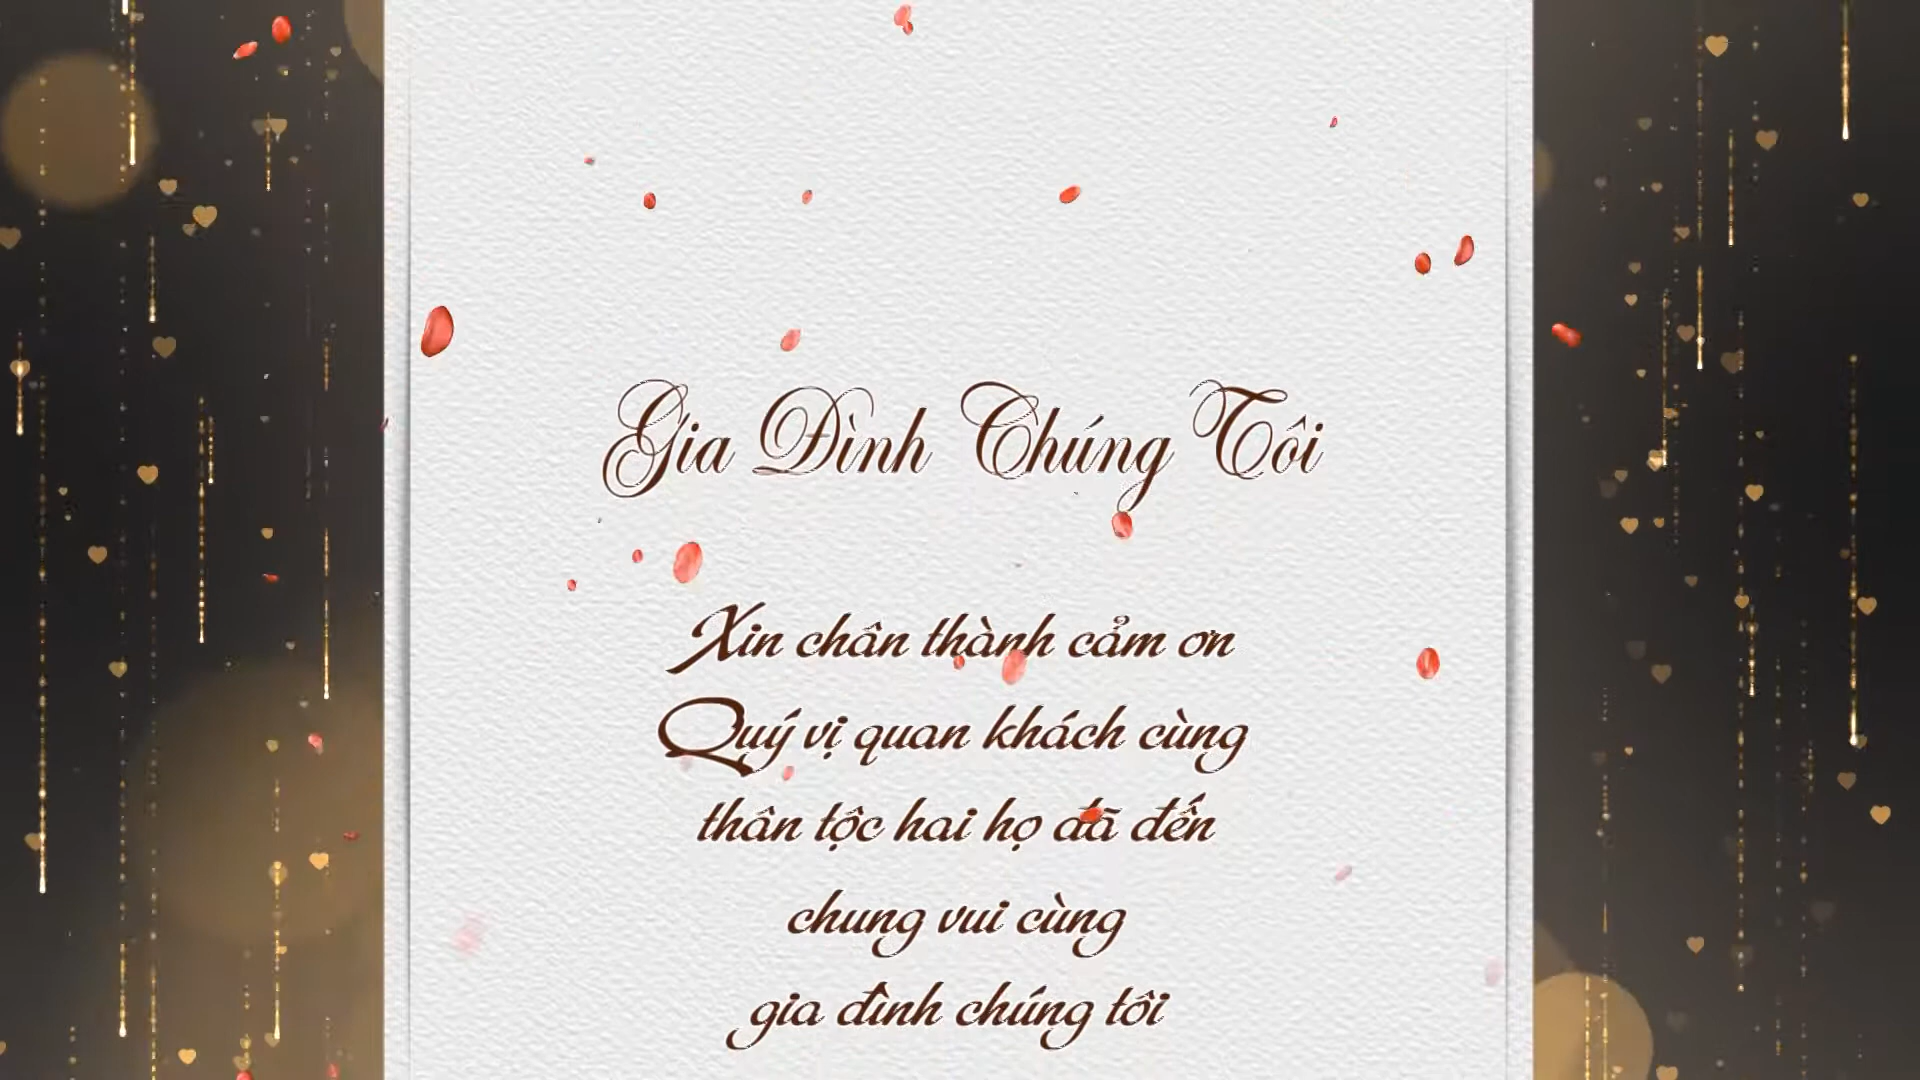 Gia Đình Chúng Tôi
Xin chân thành cảm ơn
Quý vị quan khách cùng
thân tộc hai họ đã đến
chung vui cùng
gia đình chúng tôi